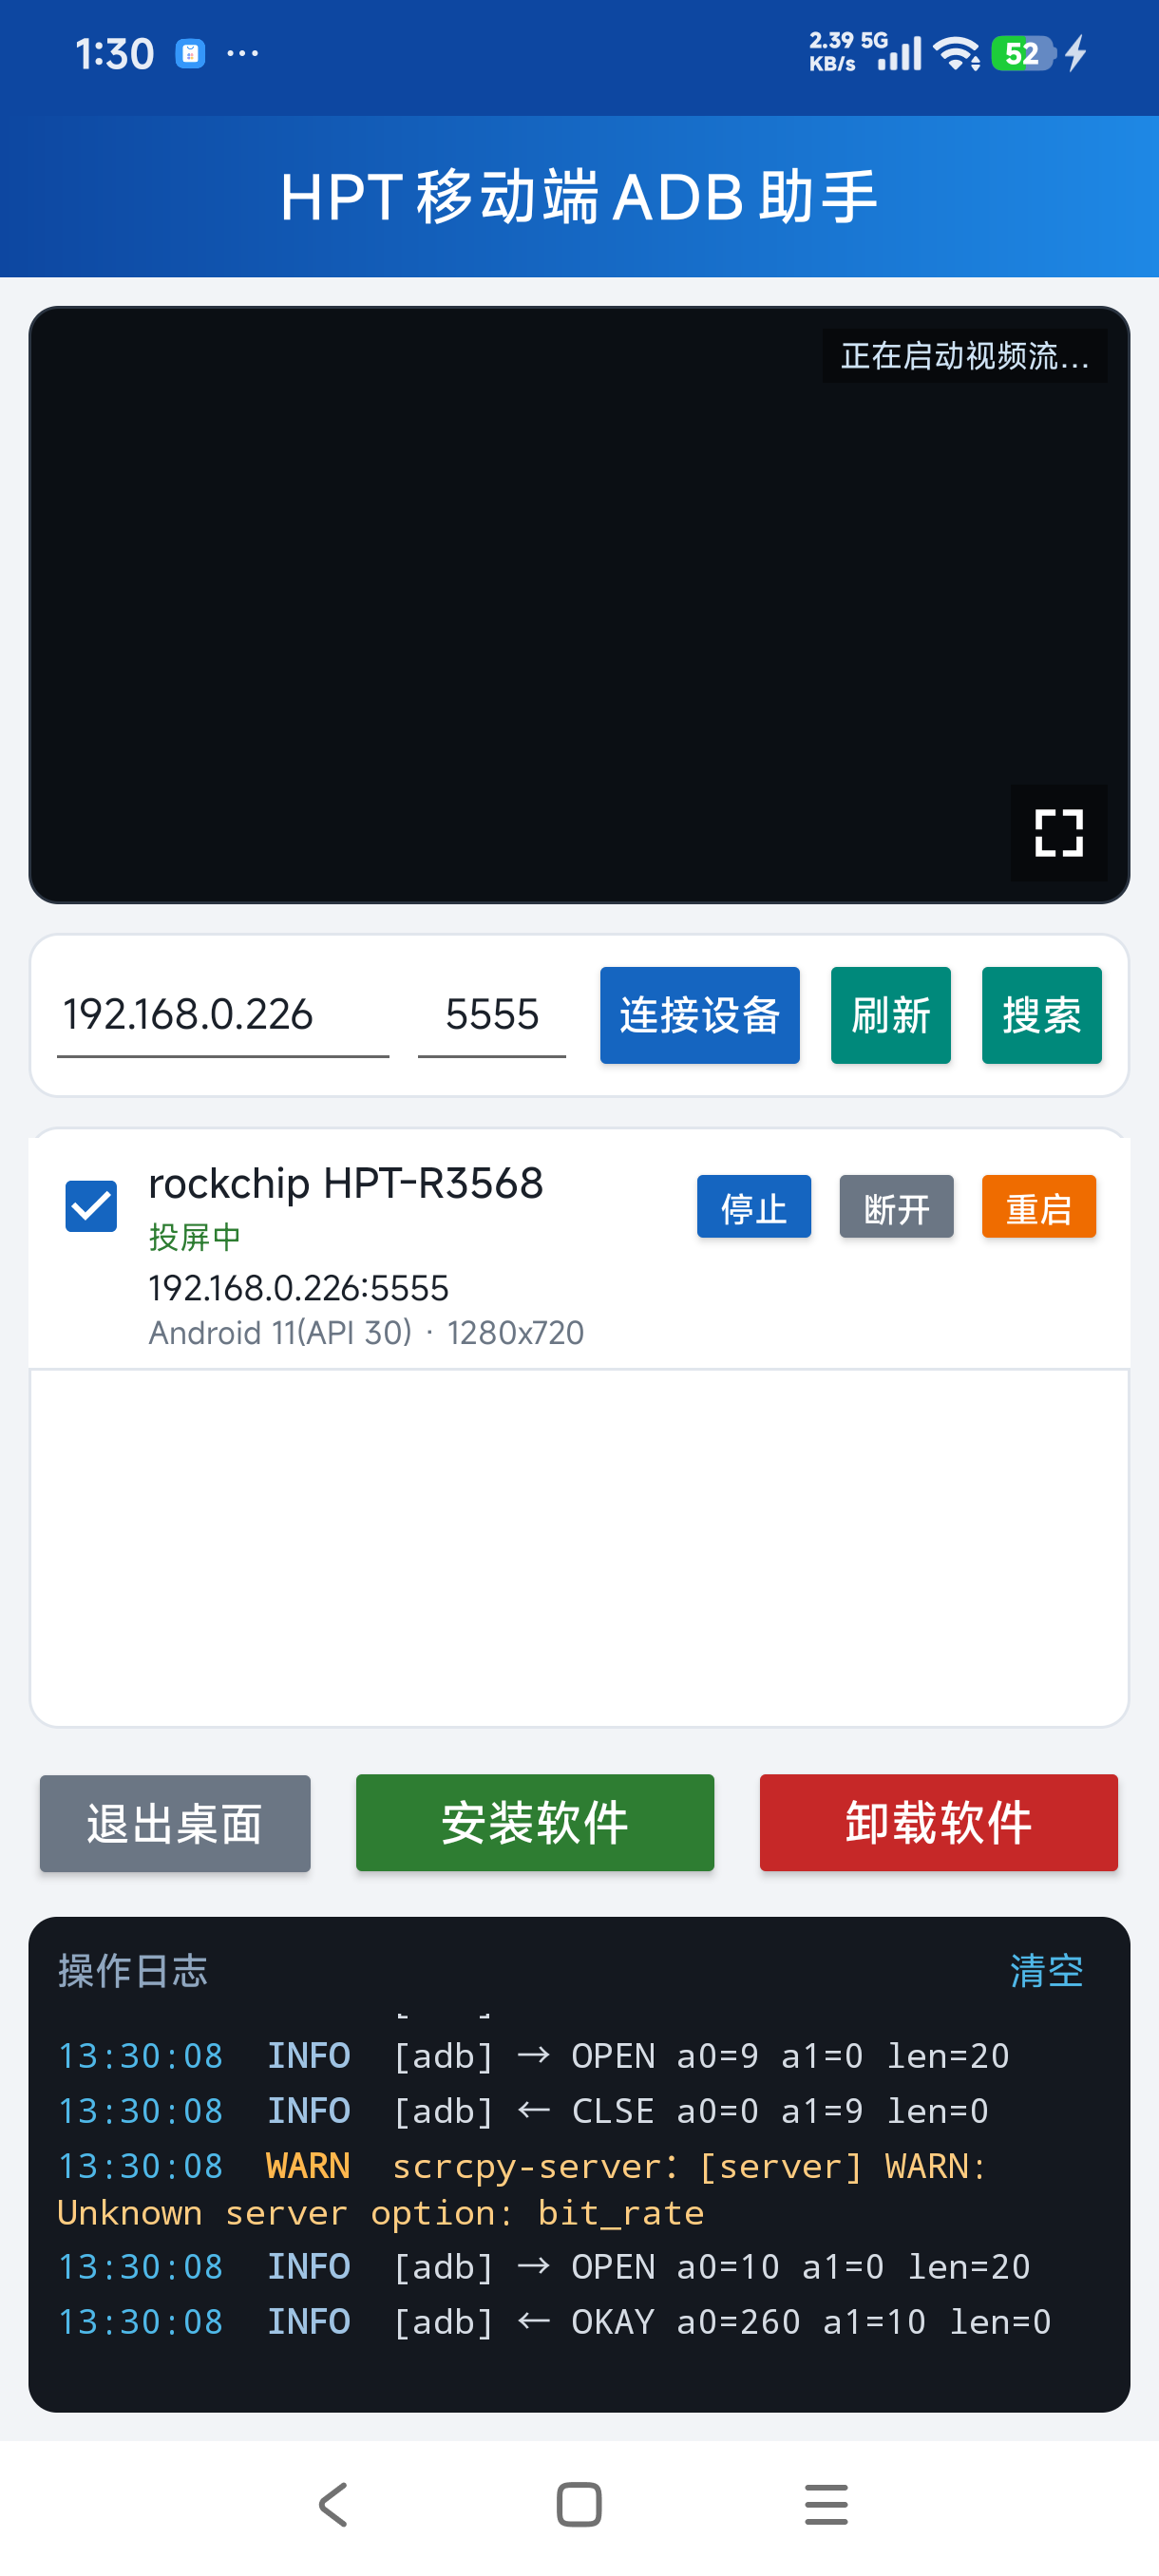 1:30 ...
2.39 KB/s 5G 52
HPT 移动端 ADB 助手
正在启动视频流...
192.168.0.226 5555 连接设备 刷新 搜索
rockchip HPT-R3568 停止 断开 重启
投屏中
192.168.0.226:5555
Android 11(API 30) · 1280x720
退出桌面 安装软件 卸载软件
操作日志 清空
13:30:08 INFO [adb] → OPEN a0=9 a1=0 len=20
13:30:08 INFO [adb] ← CLSE a0=0 a1=9 len=0
13:30:08 WARN scrcpy-server: [server] WARN:
Unknown server option: bit_rate
13:30:08 INFO [adb] → OPEN a0=10 a1=0 len=20
13:30:08 INFO [adb] ← OKAY a0=260 a1=10 len=0